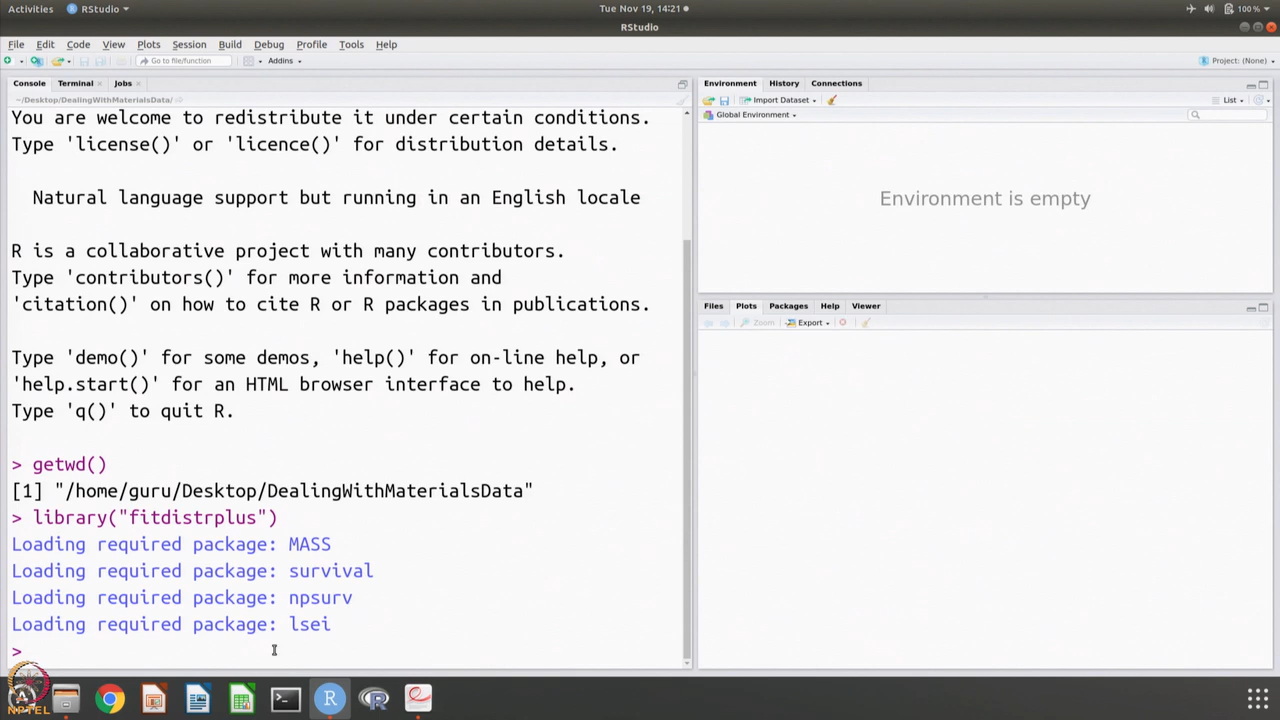 Activities RStudio Tue Nov 19, 14:21 100%
RStudio
File Edit Code View Plots Session Build Debug Profile Tools Help
Go to file/function Addins Project: (None)
Console Terminal Jobs
~/Desktop/DealingWithMaterialsData/
You are welcome to redistribute it under certain conditions.
Type 'license()' or 'licence()' for distribution details.
Natural language support but running in an English locale
R is a collaborative project with many contributors.
Type 'contributors()' for more information and
'citation()' on how to cite R or R packages in publications.
Type 'demo()' for some demos, 'help()' for on-line help, or
'help.start()' for an HTML browser interface to help.
Type 'q()' to quit R.
> getwd()
[1] "/home/guru/Desktop/DealingWithMaterialsData"
> library("fitdistrplus")
Loading required package: MASS
Loading required package: survival
Loading required package: npsurv
Loading required package: lsei
>
Environment History Connections
Import Dataset List
Global Environment
Environment is empty
Files Plots Packages Help Viewer
Zoom Export
NPTEL